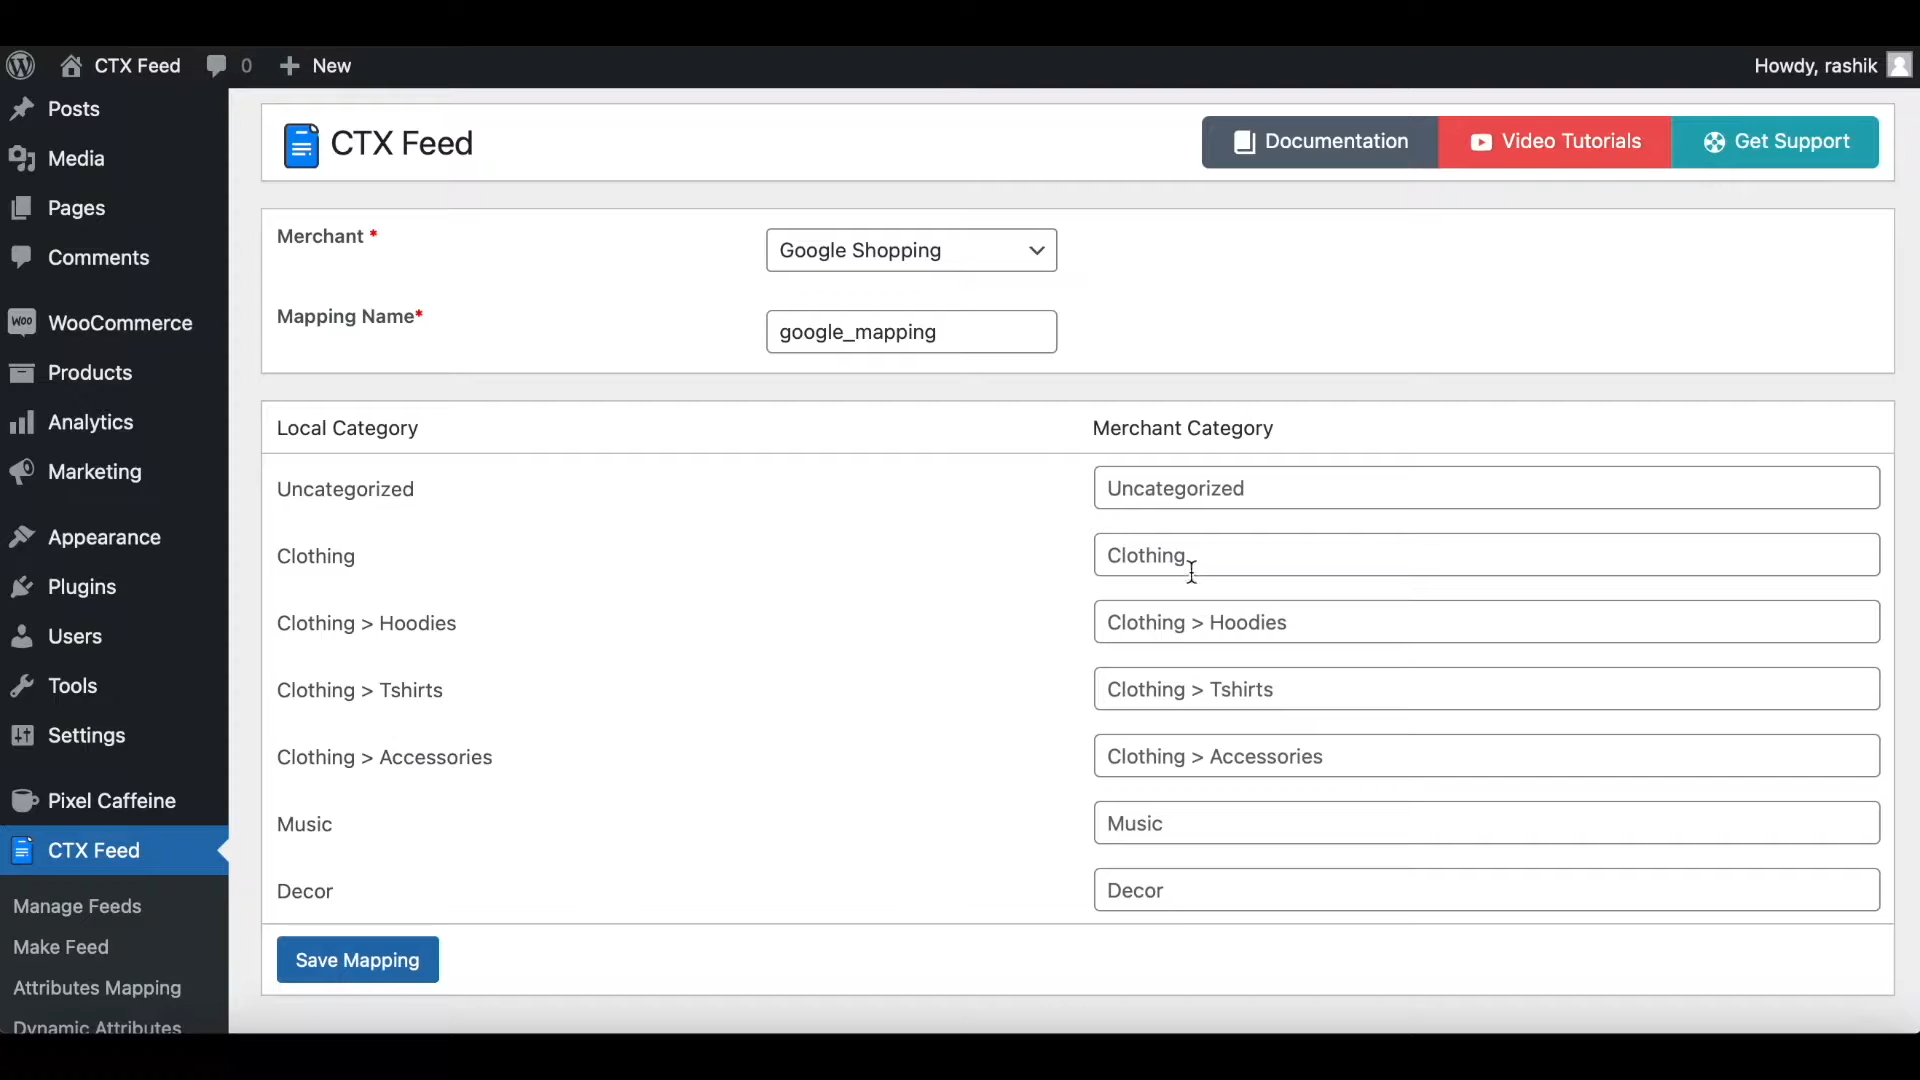 CTX Feed 0 New Howdy, rashik
Posts
Media
Pages
Comments
WOO WooCommerce
Products
Analytics
Marketing
Appearance
Plugins
Users
Tools
Settings
Pixel Caffeine
CTX Feed
Manage Feeds
Make Feed
Attributes Mapping
Dynamic Attributes
CTX Feed Documentation Video Tutorials Get Support
Merchant * Google Shopping
Mapping Name* google_mapping
Local Category Merchant Category
Uncategorized Uncategorized
Clothing Clothing
Clothing > Hoodies Clothing > Hoodies
Clothing > Tshirts Clothing > Tshirts
Clothing > Accessories Clothing > Accessories
Music Music
Decor Decor
Save Mapping